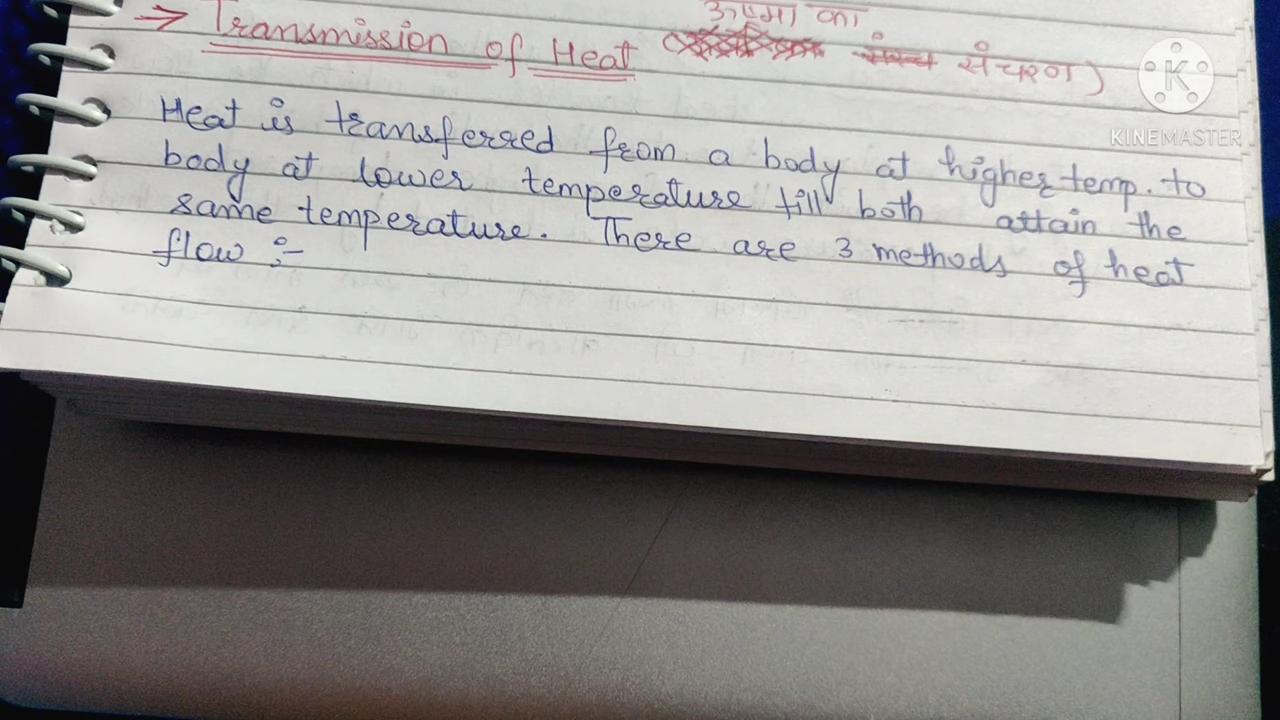 ऊष्मा का
→ Transmission of Heat ( संचरण)
Heat is transferred from a body at higher temp. to
body at lower temperature till both attain the
same temperature. There are 3 methods of heat
flow :-
K
KINEMASTER